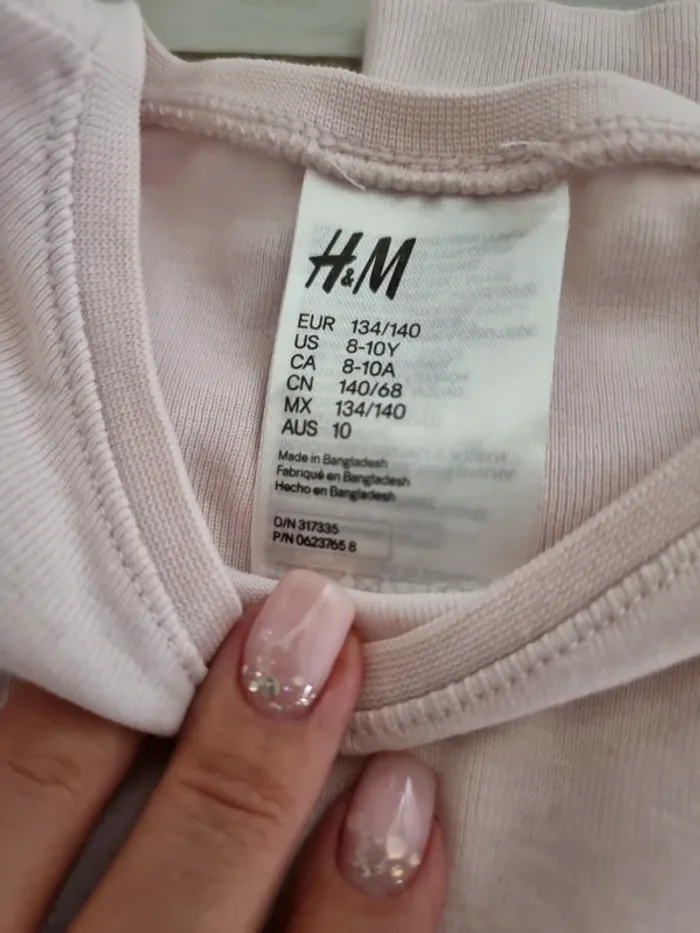 H&M
EUR 134/140
US 8-10Y
CA 8-10A
CN 140/68
MX 134/140
AUS 10
Made in Bangladesh
Fabriqué en Bangladesh
Hecho en Bangladesh
O/N 317335
P/N 0623765 8